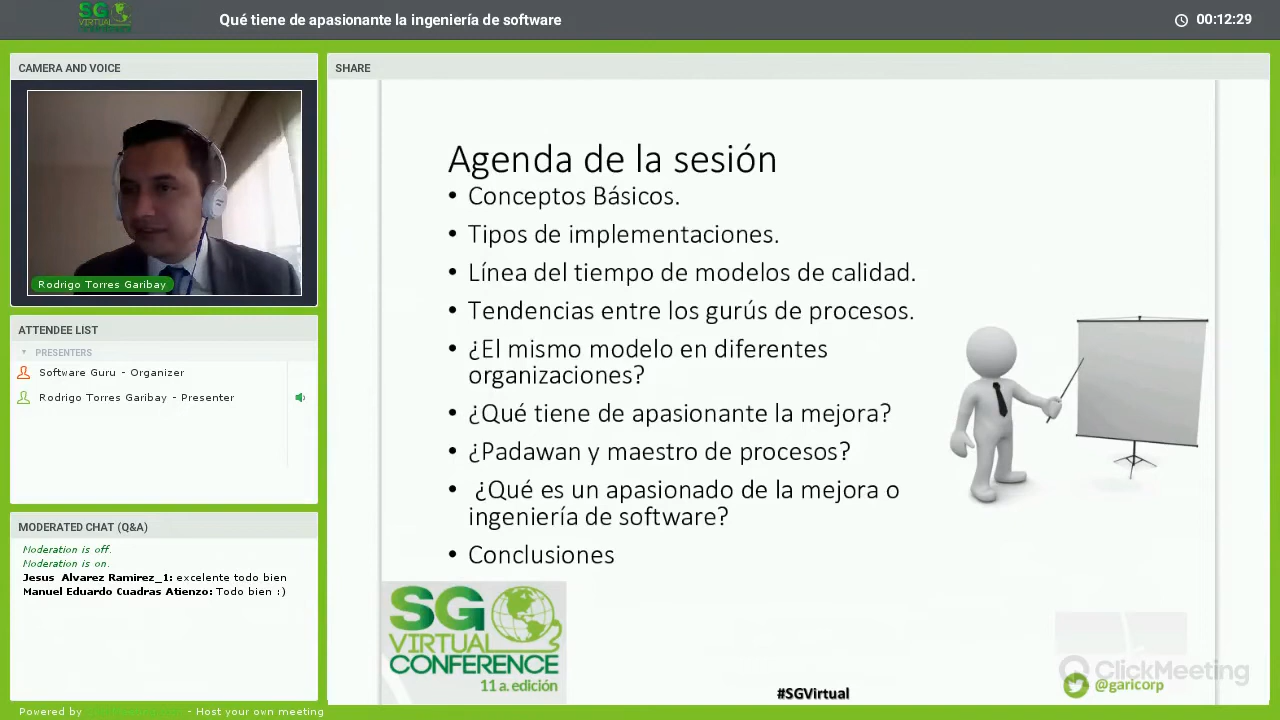 SG
VIRTUAL
Qué tiene de apasionante la ingeniería de software
00:12:29
CAMERA AND VOICE
Rodrigo Torres Garibay
ATTENDEE LIST
PRESENTERS
Software Guru - Organizer
Rodrigo Torres Garibay - Presenter
MODERATED CHAT (Q&A)
Moderation is off.
Moderation is on.
Jesus Alvarez Ramirez_1: excelente todo bien
Manuel Eduardo Cuadras Atienzo: Todo bien :)
Powered by - Host your own meeting
SHARE
Agenda de la sesión
• Conceptos Básicos.
• Tipos de implementaciones.
• Línea del tiempo de modelos de calidad.
• Tendencias entre los gurús de procesos.
• ¿El mismo modelo en diferentes
organizaciones?
• ¿Qué tiene de apasionante la mejora?
• ¿Padawan y maestro de procesos?
• ¿Qué es un apasionado de la mejora o
ingeniería de software?
• Conclusiones
SG
VIRTUAL
CONFERENCE
11 a. edición
#SGVirtual
ClickMeeting
@garicorp